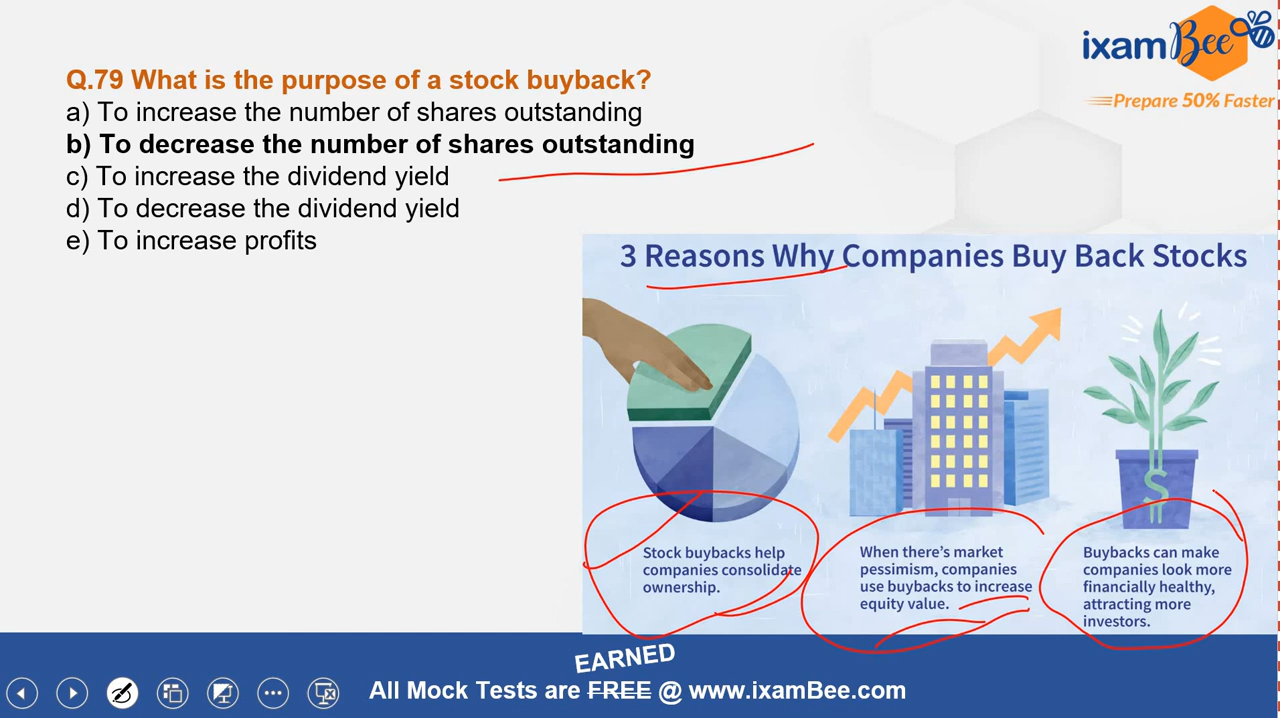 ixamBee
Prepare 50% Faster
Q.79 What is the purpose of a stock buyback?
a) To increase the number of shares outstanding
b) To decrease the number of shares outstanding
c) To increase the dividend yield
d) To decrease the dividend yield
e) To increase profits
3 Reasons Why Companies Buy Back Stocks
$
Stock buybacks help
companies consolidate
ownership.
When there's market
pessimism, companies
use buybacks to increase
equity value.
Buybacks can make
companies look more
financially healthy,
attracting more
investors.
EARNED
All Mock Tests are FREE @ www.ixamBee.com